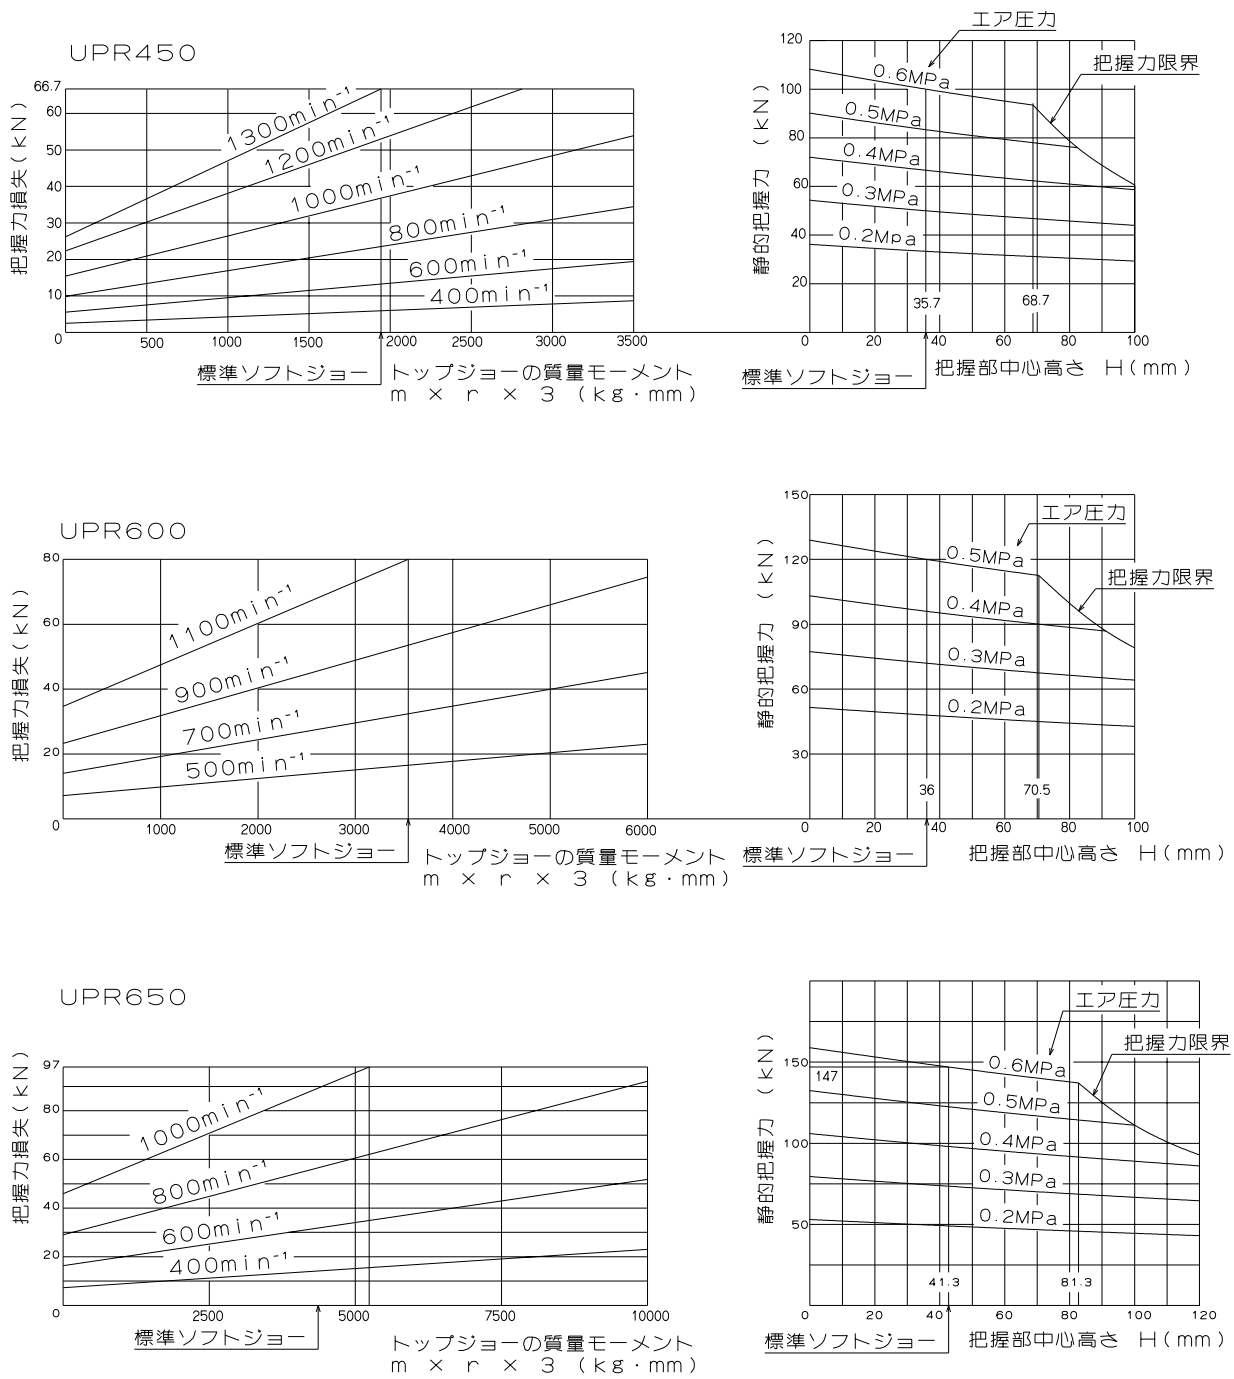 UPR450
把握力損失(kN)
66.7
60
50
40
30
20
10
0
500
1000
1500
2000
2500
3000
3500
1300min⁻¹
1200min⁻¹
1000min⁻¹
800min⁻¹
600min⁻¹
400min⁻¹
標準ソフトジョー
トップジョーの質量モーメント
m × r × 3 (kg・mm)
エア圧力
把握力限界
静的把握力 (kN)
120
100
80
60
40
20
0.6MPa
0.5MPa
0.4MPa
0.3MPa
0.2Mpa
35.7
68.7
0
20
40
60
80
100
標準ソフトジョー
把握部中心高さ H(mm)
UPR600
把握力損失(kN)
80
60
40
20
0
1000
2000
3000
4000
5000
6000
1100min⁻¹
900min⁻¹
700min⁻¹
500min⁻¹
標準ソフトジョー
トップジョーの質量モーメント
m × r × 3 (kg・mm)
エア圧力
把握力限界
静的把握力 (kN)
150
120
90
60
30
0.5MPa
0.4MPa
0.3MPa
0.2MPa
36
70.5
0
20
40
60
80
100
標準ソフトジョー
把握部中心高さ H(mm)
UPR650
把握力損失(kN)
97
80
60
40
20
0
2500
5000
7500
10000
1000min⁻¹
800min⁻¹
600min⁻¹
400min⁻¹
標準ソフトジョー
トップジョーの質量モーメント
m × r × 3 (kg・mm)
エア圧力
把握力限界
静的把握力 (kN)
150
147
100
50
0.6MPa
0.5MPa
0.4MPa
0.3MPa
0.2MPa
41.3
81.3
0
20
40
60
80
100
120
標準ソフトジョー
把握部中心高さ H(mm)